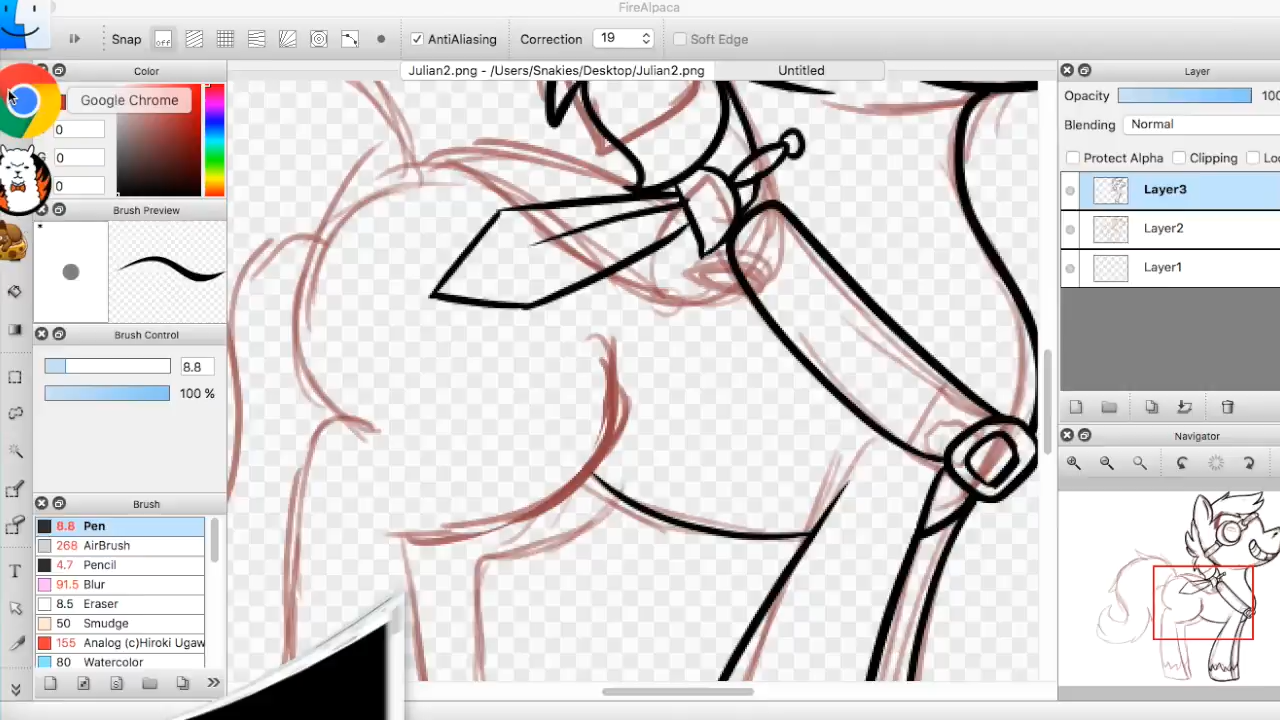 FireAlpaca
Snap
off
AntiAliasing
Correction
19
Soft Edge
Color
Julian2.png - /Users/Snakies/Desktop/Julian2.png
Untitled
Layer
Google Chrome
0
0
0
Opacity
100
Blending
Normal
Protect Alpha
Clipping
Lo
Layer3
Layer2
Layer1
Brush Preview
*
Brush Control
8.8
100 %
Navigator
Brush
8.8 Pen
268 AirBrush
4.7 Pencil
91.5 Blur
8.5 Eraser
50 Smudge
155 Analog (c)Hiroki Ugaw
80 Watercolor
T